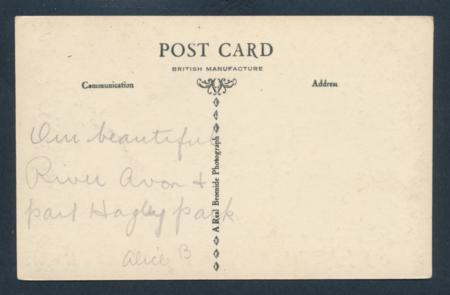 POST CARD
BRITISH MANUFACTURE
Communication
Address
A Real Bromide Photograph
Our beautiful
River Avon &
part Hagley park
Alice B